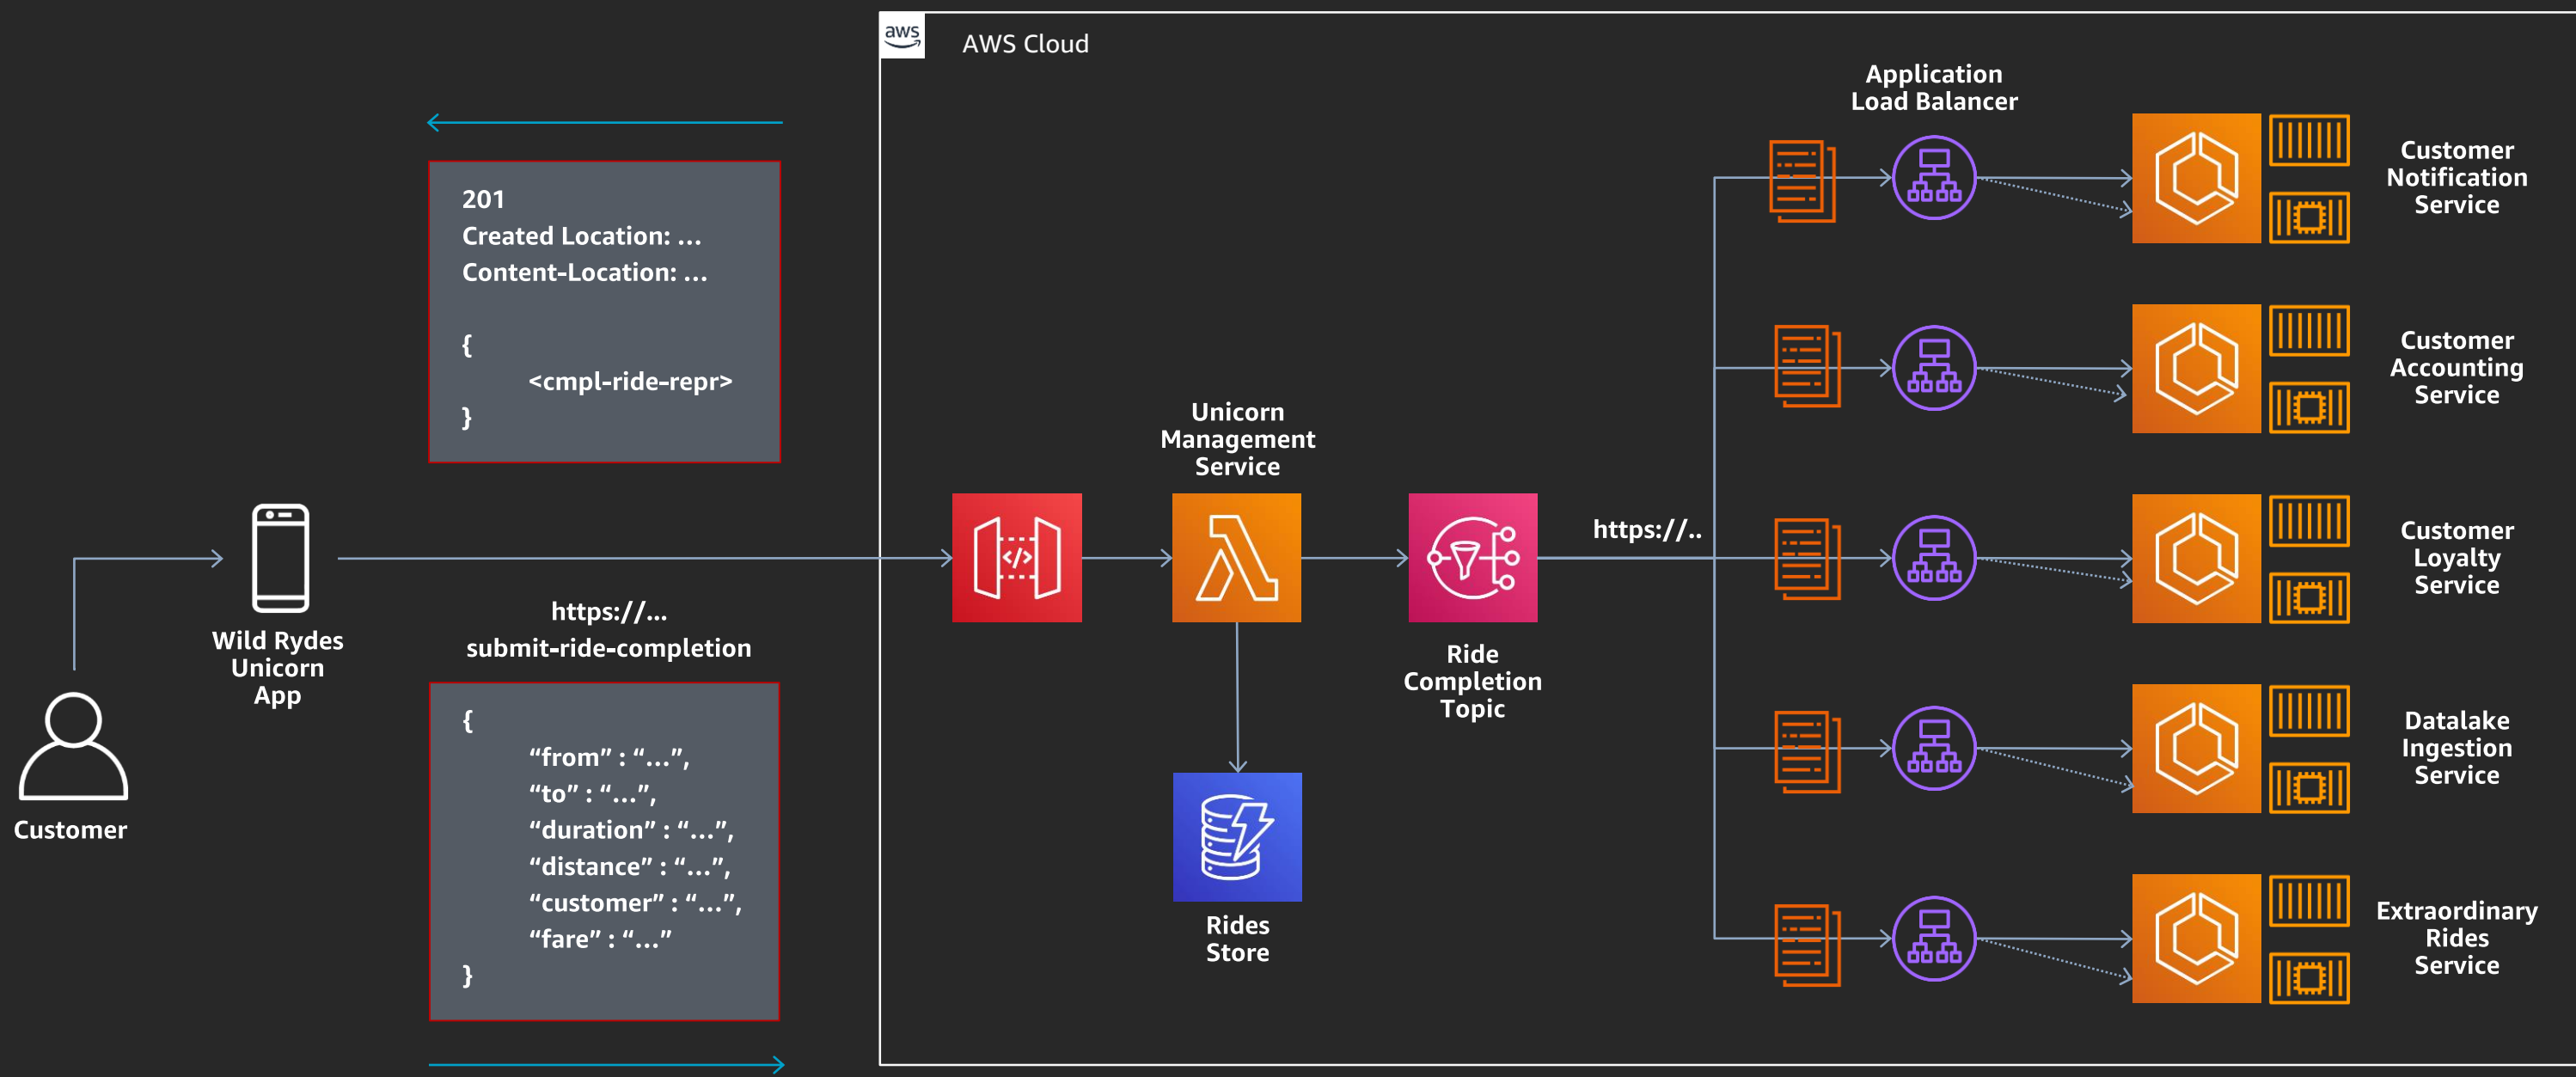 aws
AWS Cloud
201
Created Location: ...
Content-Location: ...
{
<cmpl-ride-repr>
}
Customer
Wild Rydes
Unicorn
App
https://...
submit-ride-completion
{
“from” : “...”,
“to” : “...”,
“duration” : “...”,
“distance” : “...”,
“customer” : “...”,
“fare” : “...”
}
</>
Unicorn
Management
Service
Rides
Store
Ride
Completion
Topic
https://..
Application
Load Balancer
Customer
Notification
Service
Customer
Accounting
Service
Customer
Loyalty
Service
Datalake
Ingestion
Service
Extraordinary
Rides
Service